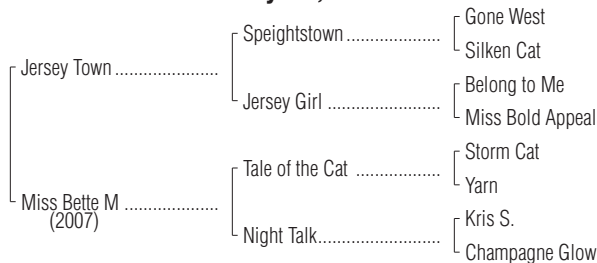 Gone West
Speightstown
Silken Cat
Jersey Town
Belong to Me
Jersey Girl
Miss Bold Appeal
Storm Cat
Tale of the Cat
Yarn
Miss Bette M
(2007)
Kris S.
Night Talk
Champagne Glow